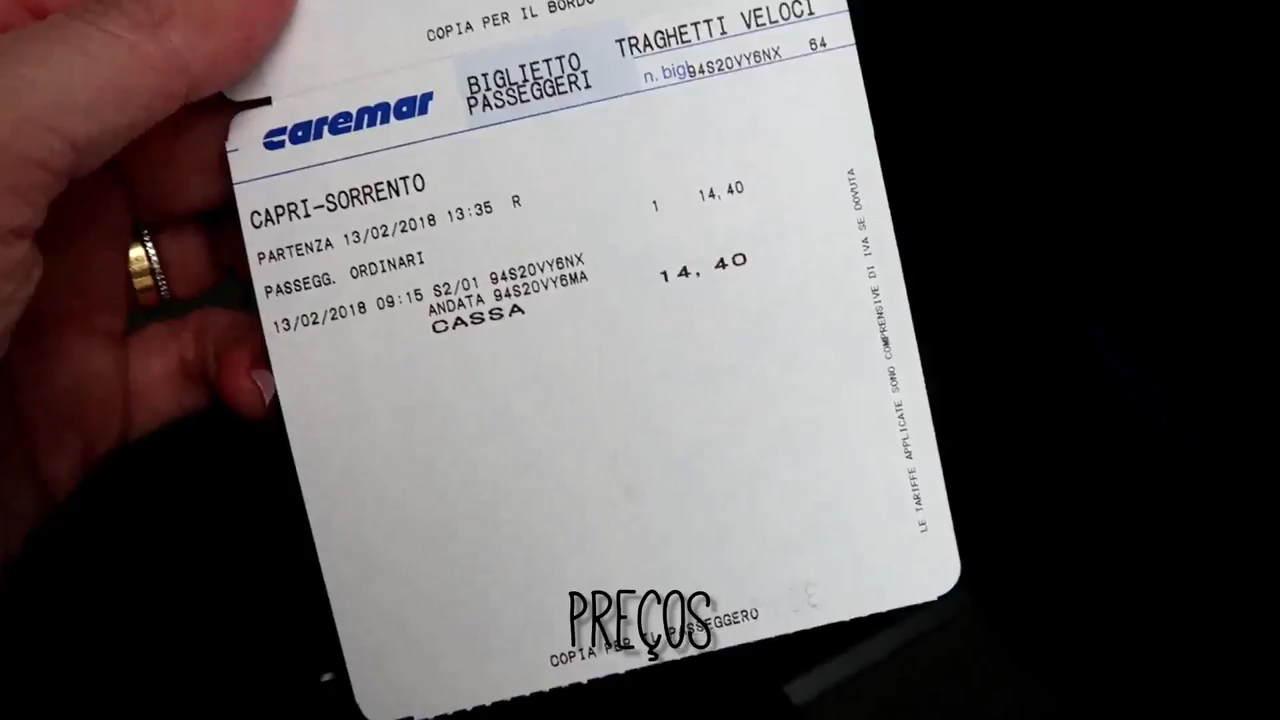 COPIA PER IL BORDO
caremar
BIGLIETTO
PASSEGGERI
TRAGHETTI VELOCI
n. bigl 94S20VY6NX 64
CAPRI-SORRENTO
PARTENZA 13/02/2018 13:35 R
PASSEGG. ORDINARI 1 14,40
13/02/2018 09:15 S2/01 94S20VY6NX 14,40
ANDATA 94S20VY6MA
CASSA
LE TARIFFE APPLICATE SONO COMPRENSIVE DI IVA SE DOVUTA
PREÇOS
COPIA PER IL PASSEGGERO